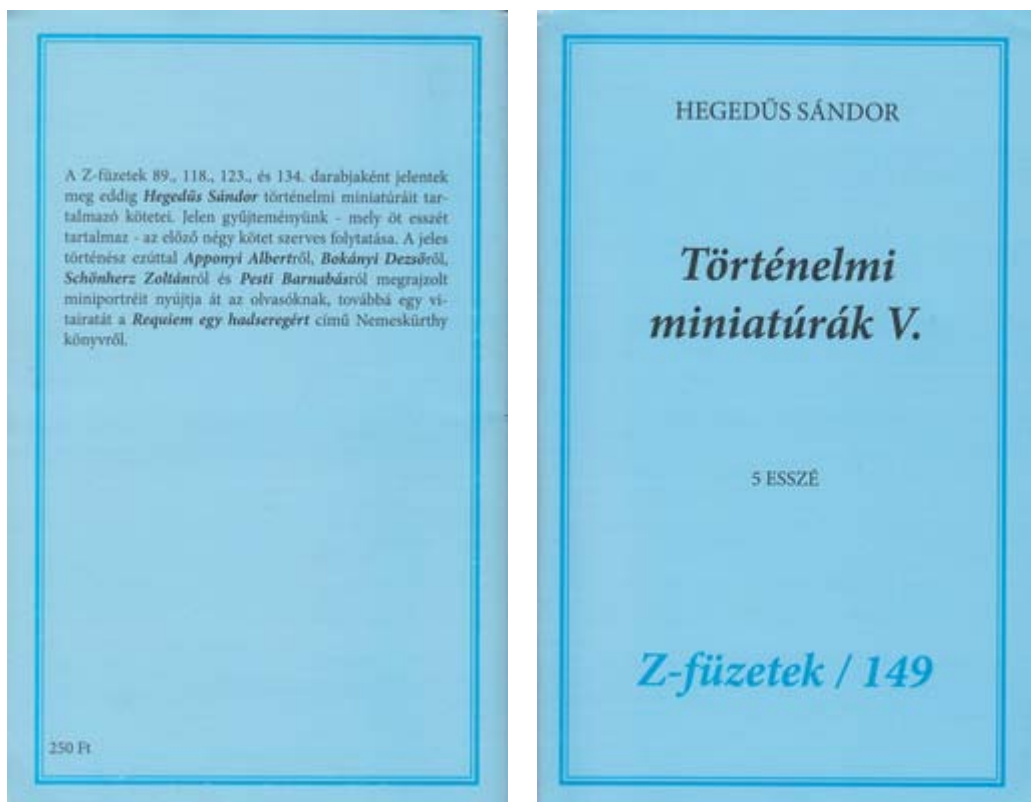 A Z-füzetek 89., 118., 123., és 134. darabjaként jelentek
meg eddig Hegedűs Sándor történelmi miniatúráit tar-
talmazó kötetei. Jelen gyűjteményünk - mely öt esszét
tartalmaz - az előző négy kötet szerves folytatása. A jeles
történész ezúttal Apponyi Albertről, Bokányi Dezsőről,
Schönherz Zoltánról és Pesti Barnabásról megrajzolt
miniportréit nyújtja át az olvasóknak, továbbá egy vi-
tairatát a Requiem egy hadseregért című Nemeskürthy
könyvről.
250 Ft
HEGEDŰS SÁNDOR
Történelmi
miniatúrák V.
5 ESSZÉ
Z-füzetek / 149